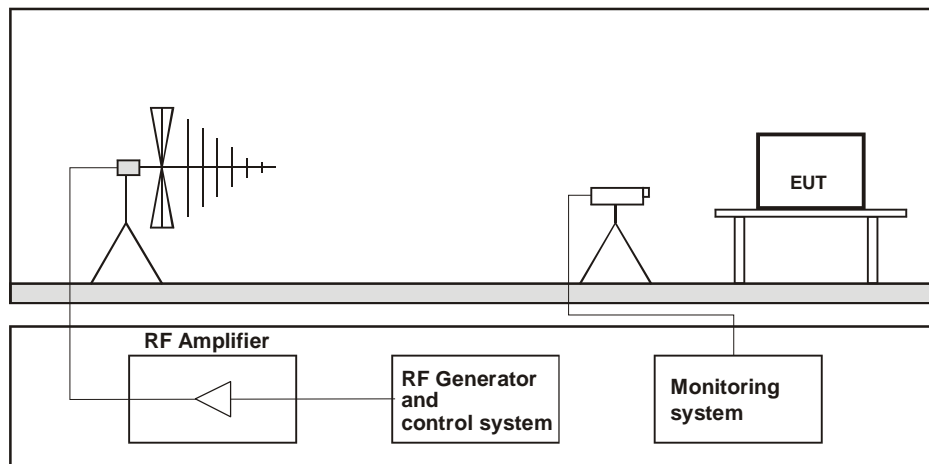 EUT
RF Amplifier
RF Generator
and
control system
Monitoring
system